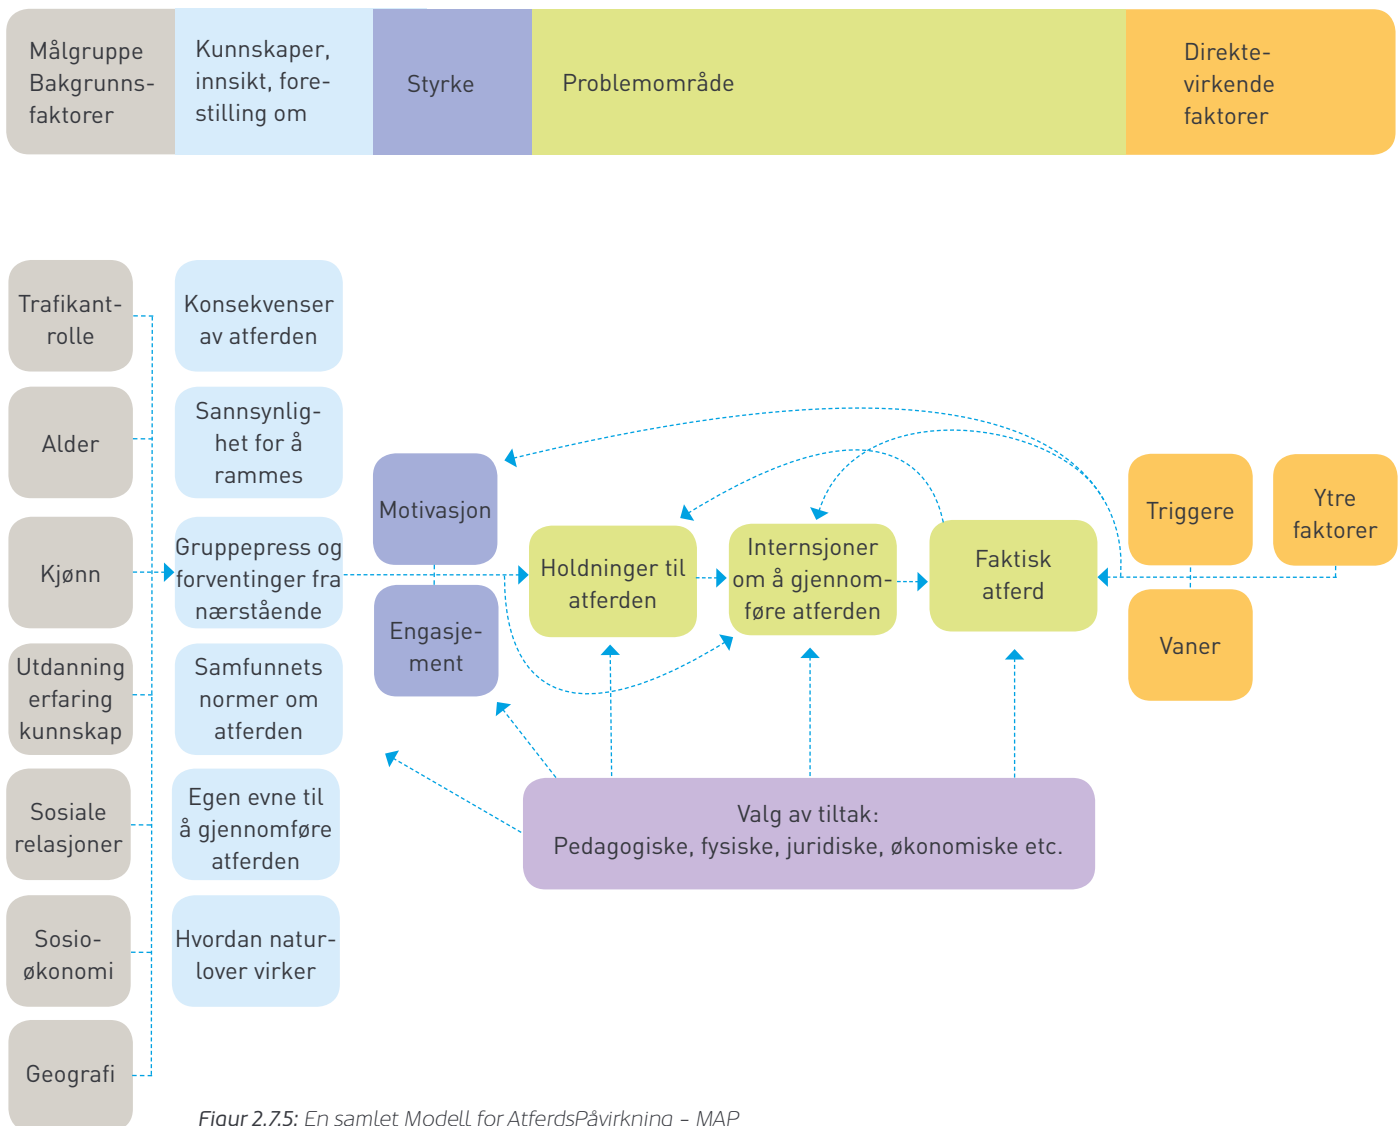 Målgruppe
Bakgrunns-
faktorer
Kunnskaper,
innsikt, fore-
stilling om
Styrke
Problemområde
Direkte-
virkende
faktorer
Trafikant-
rolle
Alder
Kjønn
Utdanning
erfaring
kunnskap
Sosiale
relasjoner
Sosio-
økonomi
Geografi
Konsekvenser
av atferden
Sannsynlig-
het for å
rammes
Gruppepress og
forventinger fra
nærstående
Samfunnets
normer om
atferden
Egen evne til
å gjennomføre
atferden
Hvordan natur-
lover virker
Motivasjon
Engasje-
ment
Holdninger til
atferden
Internsjoner
om å gjennom-
føre atferden
Faktisk
atferd
Triggere
Ytre
faktorer
Vaner
Valg av tiltak:
Pedagogiske, fysiske, juridiske, økonomiske etc.
Figur 2.7.5: En samlet Modell for AtferdsPåvirkning – MAP